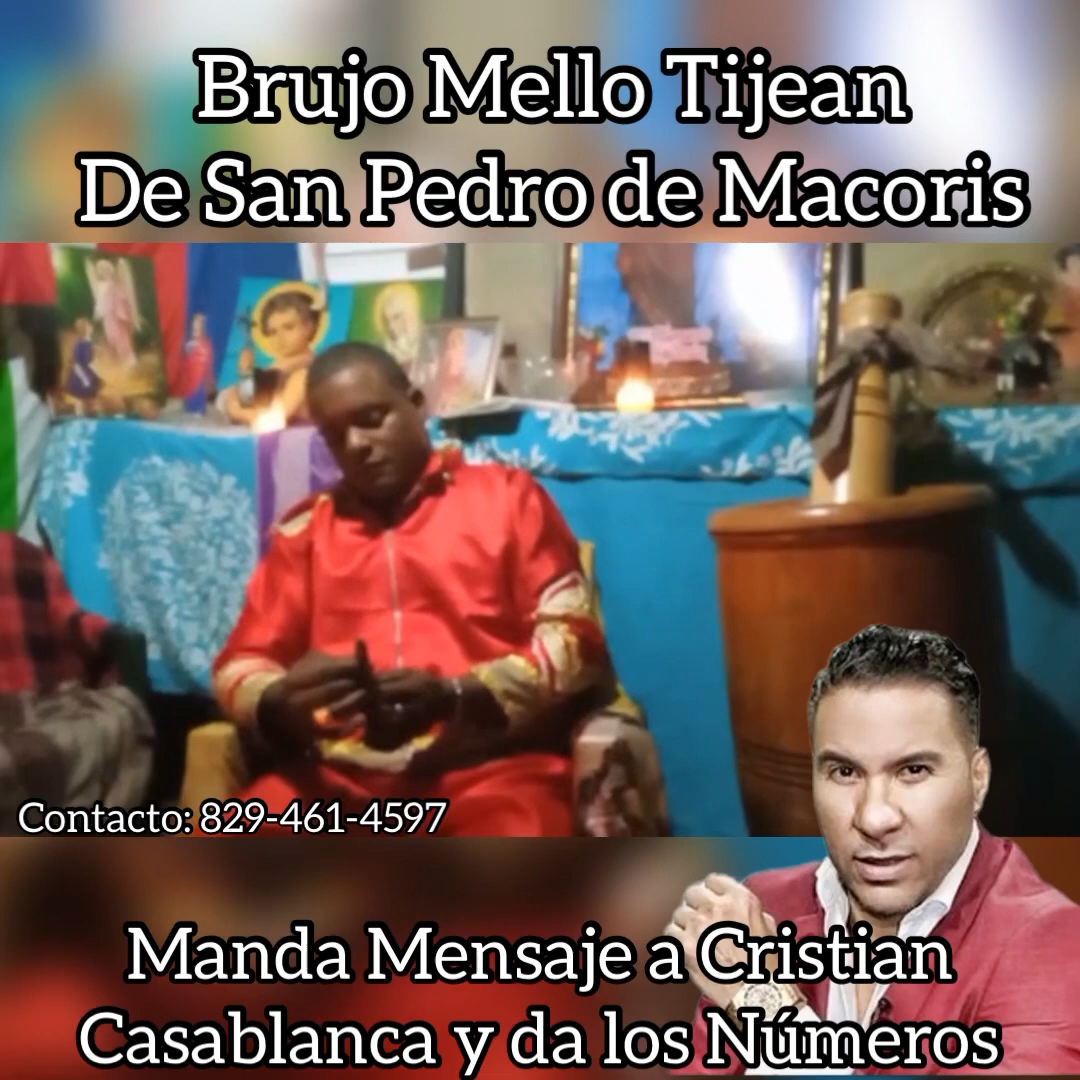 Brujo Mello Tijean
De San Pedro de Macoris
Contacto: 829-461-4597
Manda Mensaje a Cristian
Casablanca y da los Números